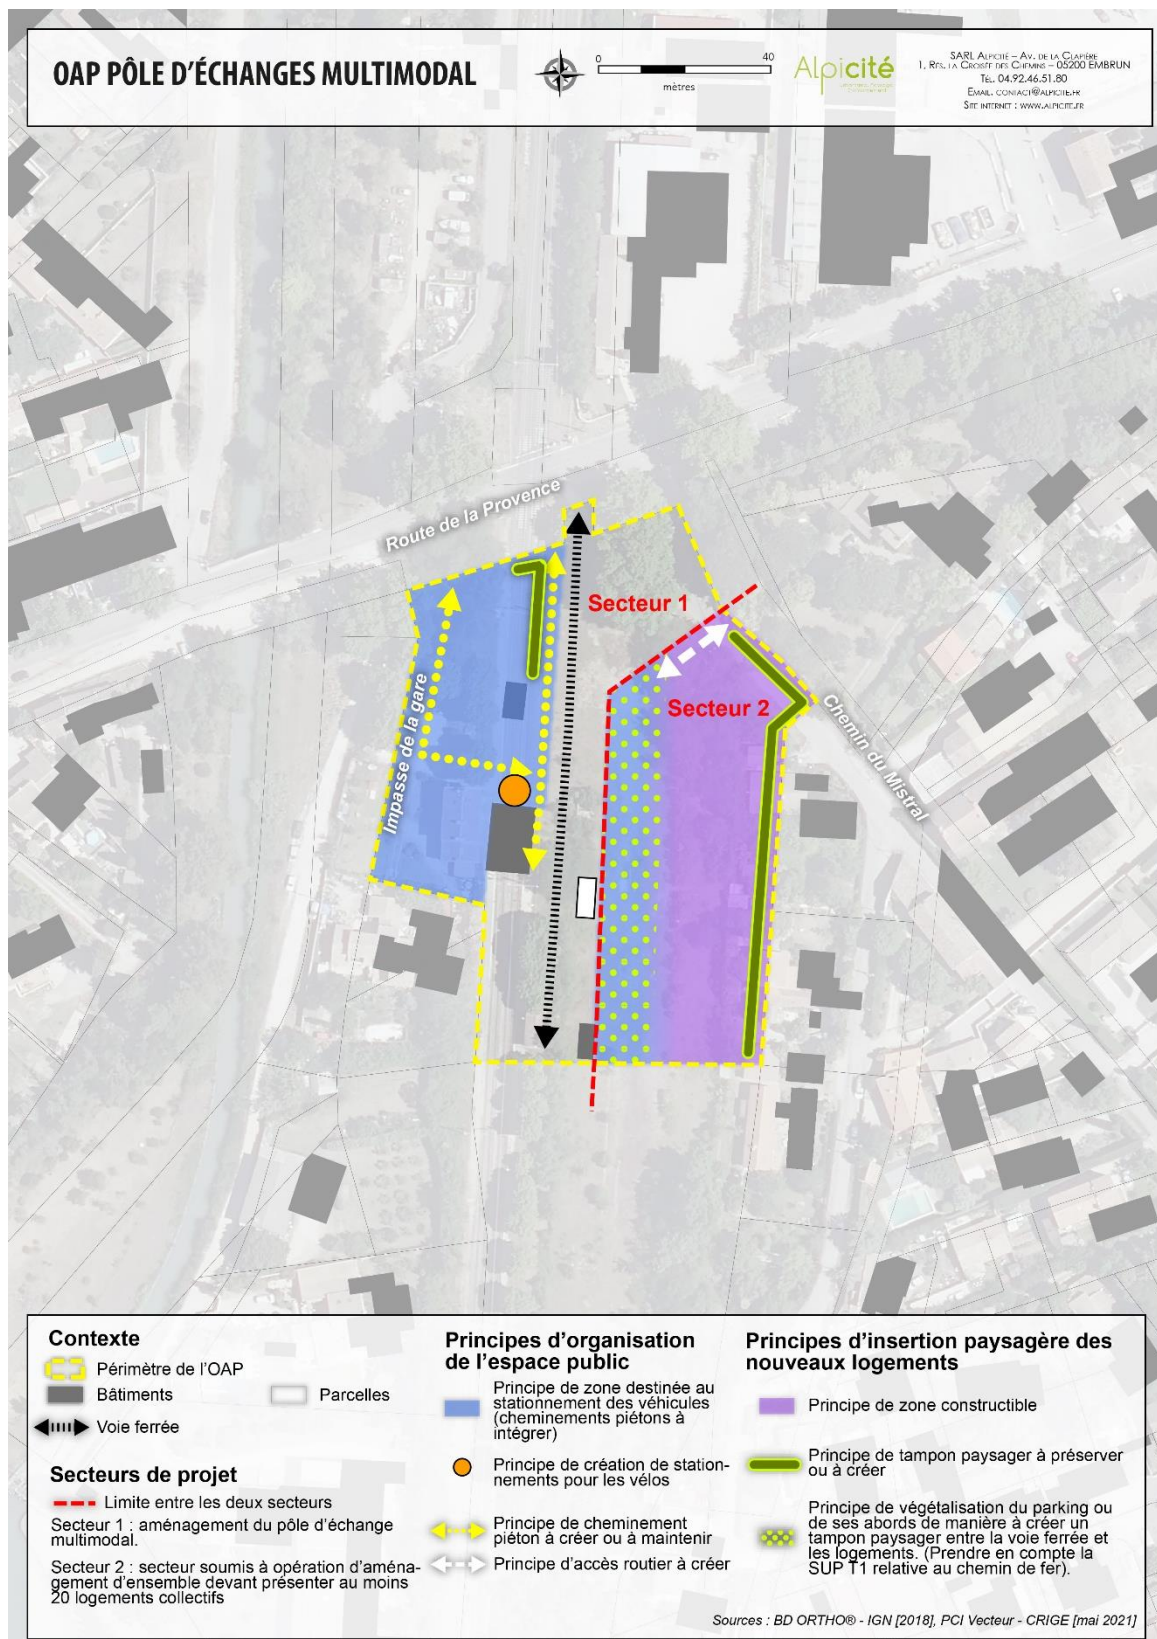 OAP PÔLE D'ÉCHANGES MULTIMODAL
0
40
mètres
Alpicité
SARL ALPICITÉ – AV. DE LA CLAPIÈRE
1, RES. LA CROISÉE DES CHEMINS – 05200 EMBRUN
TÉL. 04.92.46.51.80
EMAIL. CONTACT@ALPICITE.FR
SITE INTERNET : WWW.ALPICITE.FR
Route de la Provence
Secteur 1
Secteur 2
Impasse de la gare
Chemin du Mistral
Contexte
Périmètre de l'OAP
Bâtiments
Parcelles
Voie ferrée
Secteurs de projet
Limite entre les deux secteurs
Secteur 1 : aménagement du pôle d'échange
multimodal.
Secteur 2 : secteur soumis à opération d'aména-
gement d'ensemble devant présenter au moins
20 logements collectifs
Principes d'organisation
de l'espace public
Principe de zone destinée au
stationnement des véhicules
(cheminements piétons à
intégrer)
Principe de création de station-
nements pour les vélos
Principe de cheminement
piéton à créer ou à maintenir
Principe d'accès routier à créer
Principes d'insertion paysagère des
nouveaux logements
Principe de zone constructible
Principe de tampon paysager à préserver
ou à créer
Principe de végétalisation du parking ou
de ses abords de manière à créer un
tampon paysager entre la voie ferrée et
les logements. (Prendre en compte la
SUP T1 relative au chemin de fer).
Sources : BD ORTHO® - IGN [2018], PCI Vecteur - CRIGE [mai 2021]